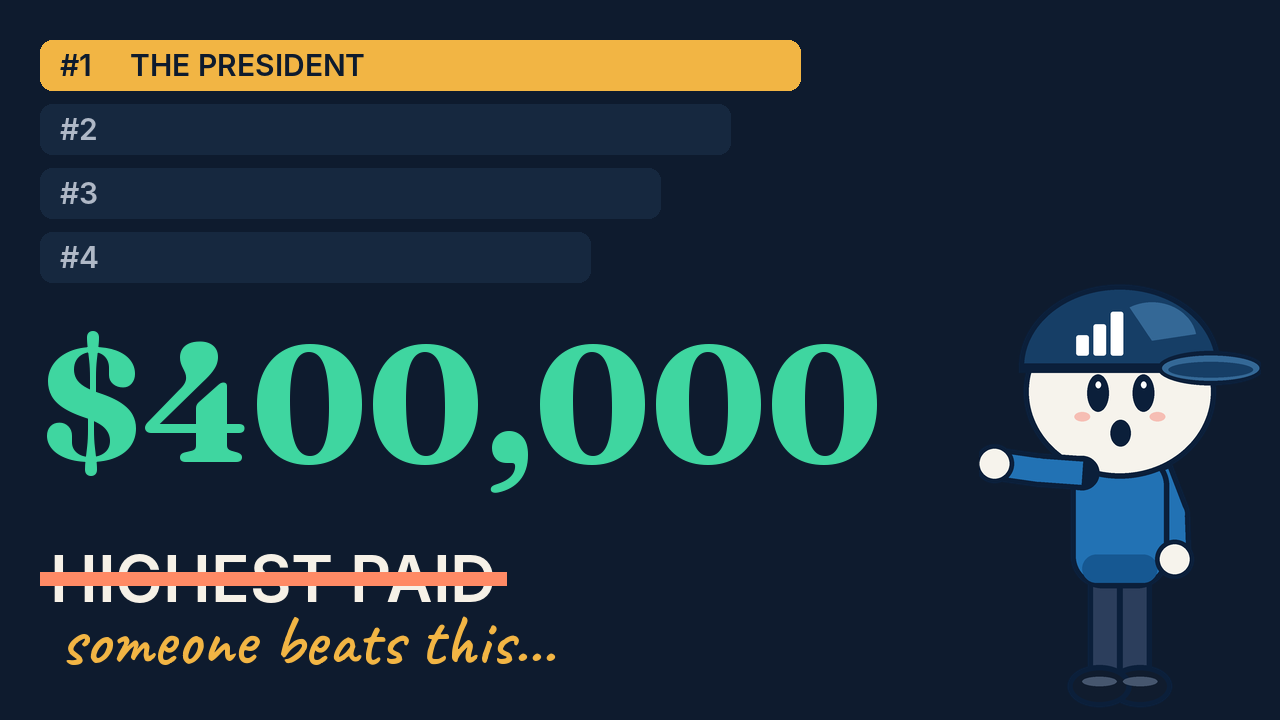 #1 THE PRESIDENT
#2
#3
#4
$400,000
HIGHEST PAID
someone beats this...